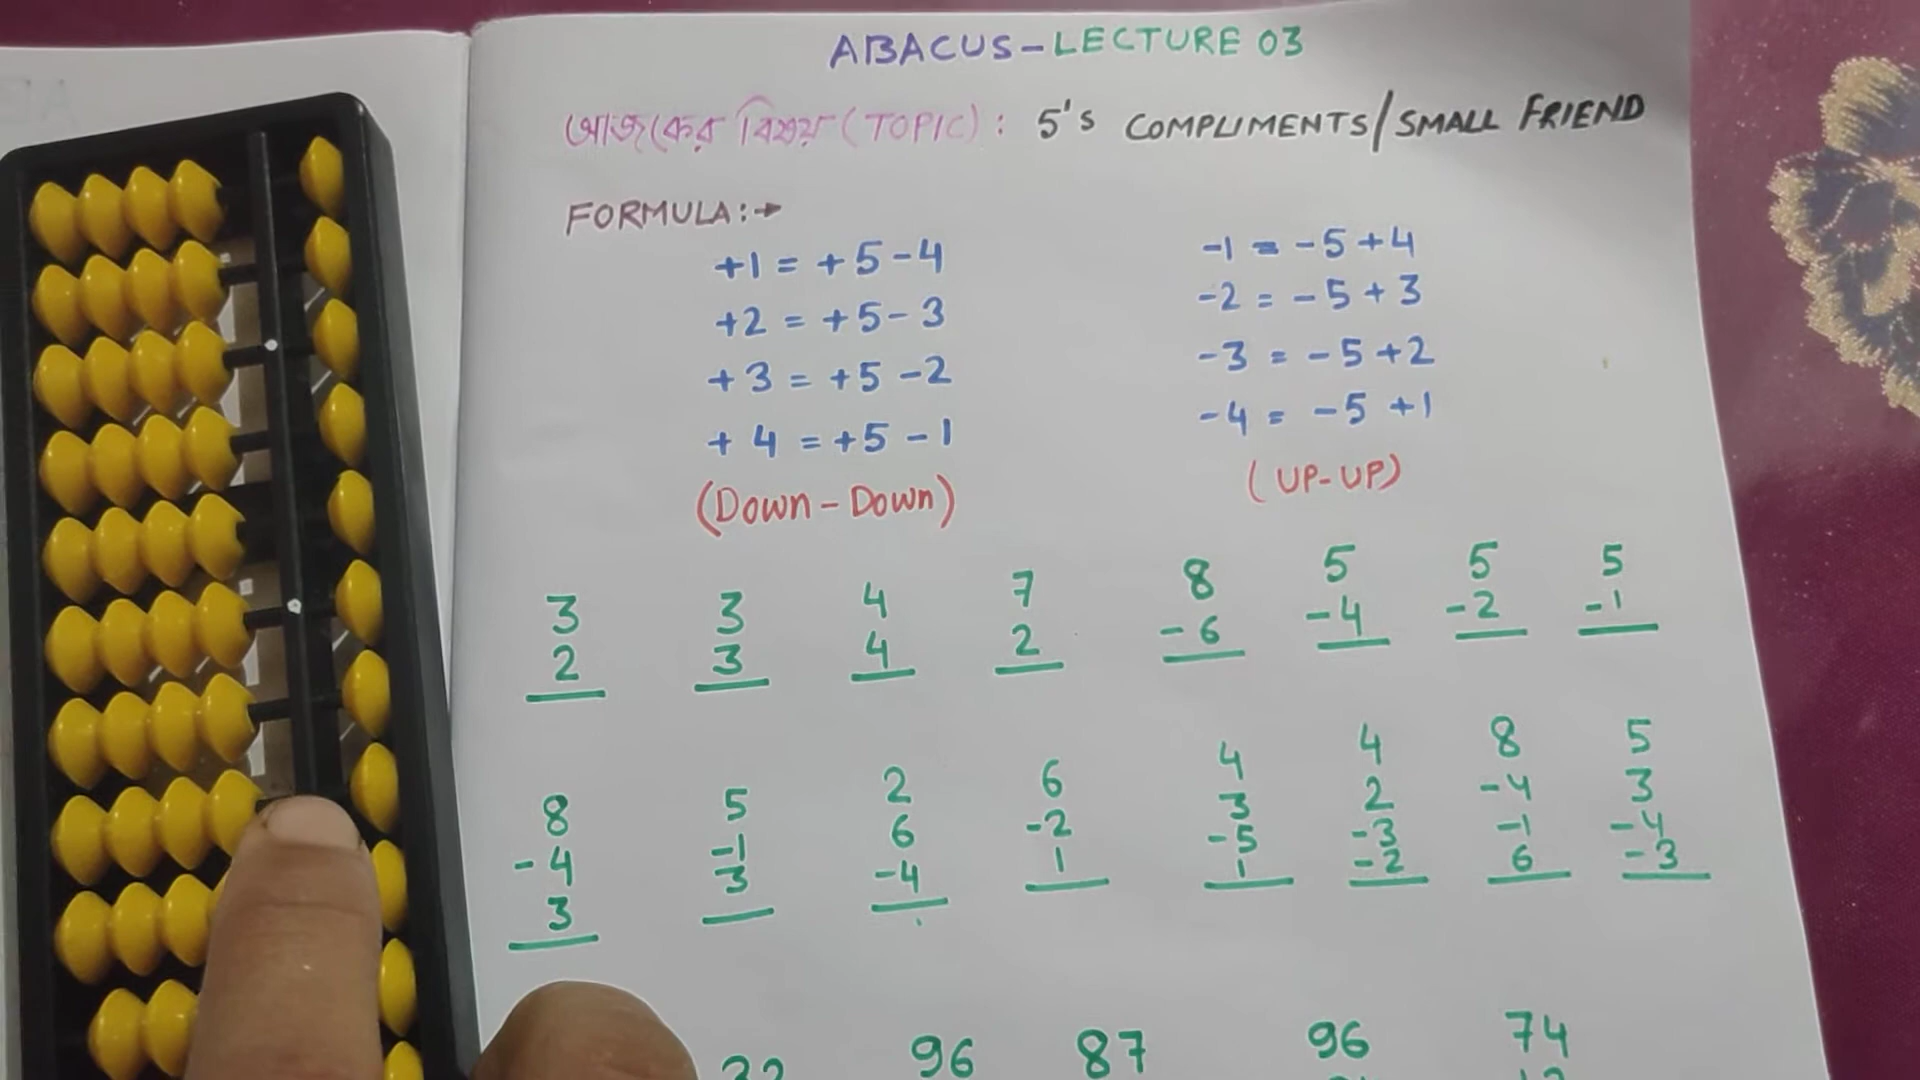 ABACUS-LECTURE 03
আজকের বিষয় (TOPIC): 5's COMPLIMENTS/SMALL FRIEND
FORMULA:→
+1 = +5-4
+2 = +5-3
+3 = +5-2
+4 = +5-1
(Down-Down)
-1 = -5+4
-2 = -5+3
-3 = -5+2
-4 = -5+1
(UP-UP)
3 3 4 7 8 5 5 5
2 3 4 2 -6 -4 -2 -1
8 5 2 6 4 4 8 5
-4 -1 6 -2 3 2 -4 3
3 3 -4 1 -5 -3 -1 -4
1 -2 6 -3
96 87 96 74